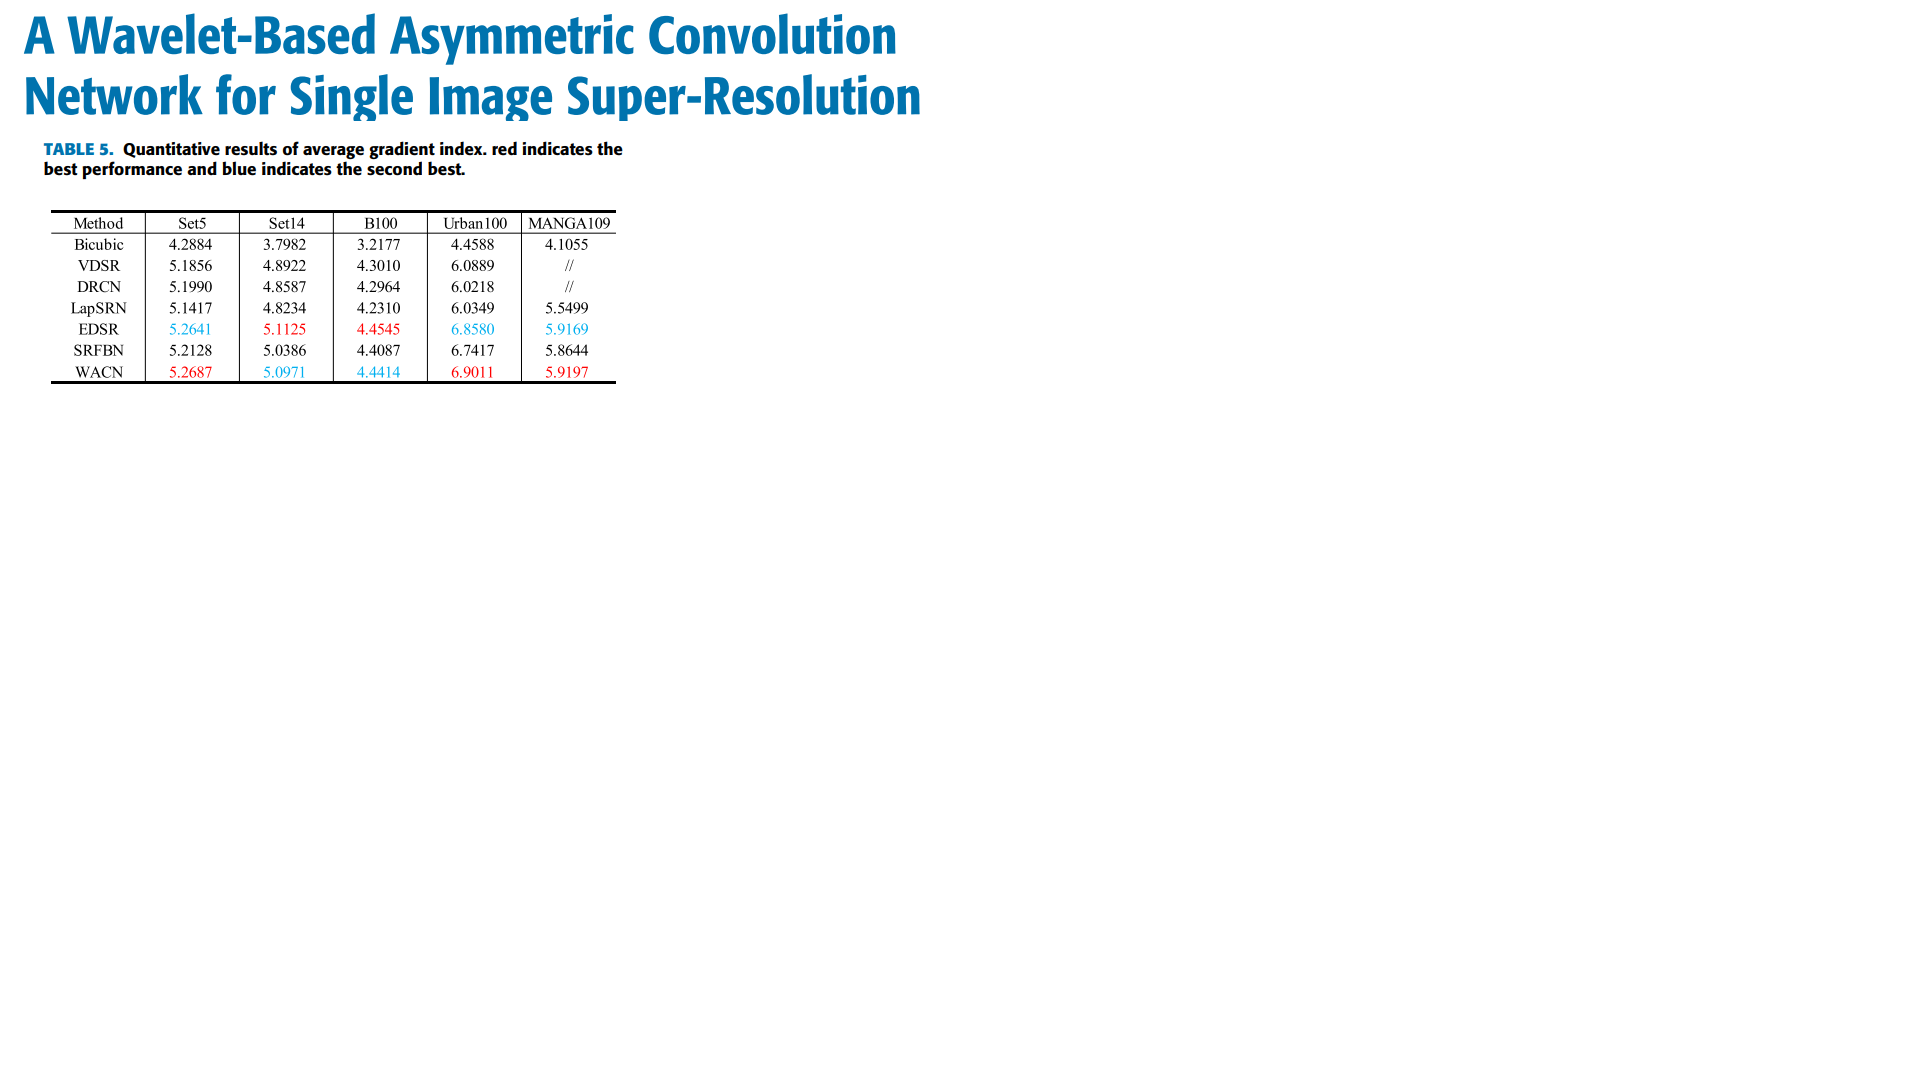 A Wavelet-Based Asymmetric Convolution
Network for Single Image Super-Resolution
TABLE 5. Quantitative results of average gradient index. red indicates the
best performance and blue indicates the second best.
Method Set5 Set14 B100 Urban100 MANGA109
Bicubic 4.2884 3.7982 3.2177 4.4588 4.1055
VDSR 5.1856 4.8922 4.3010 6.0889 //
DRCN 5.1990 4.8587 4.2964 6.0218 //
LapSRN 5.1417 4.8234 4.2310 6.0349 5.5499
EDSR 5.2641 5.1125 4.4545 6.8580 5.9169
SRFBN 5.2128 5.0386 4.4087 6.7417 5.8644
WACN 5.2687 5.0971 4.4414 6.9011 5.9197